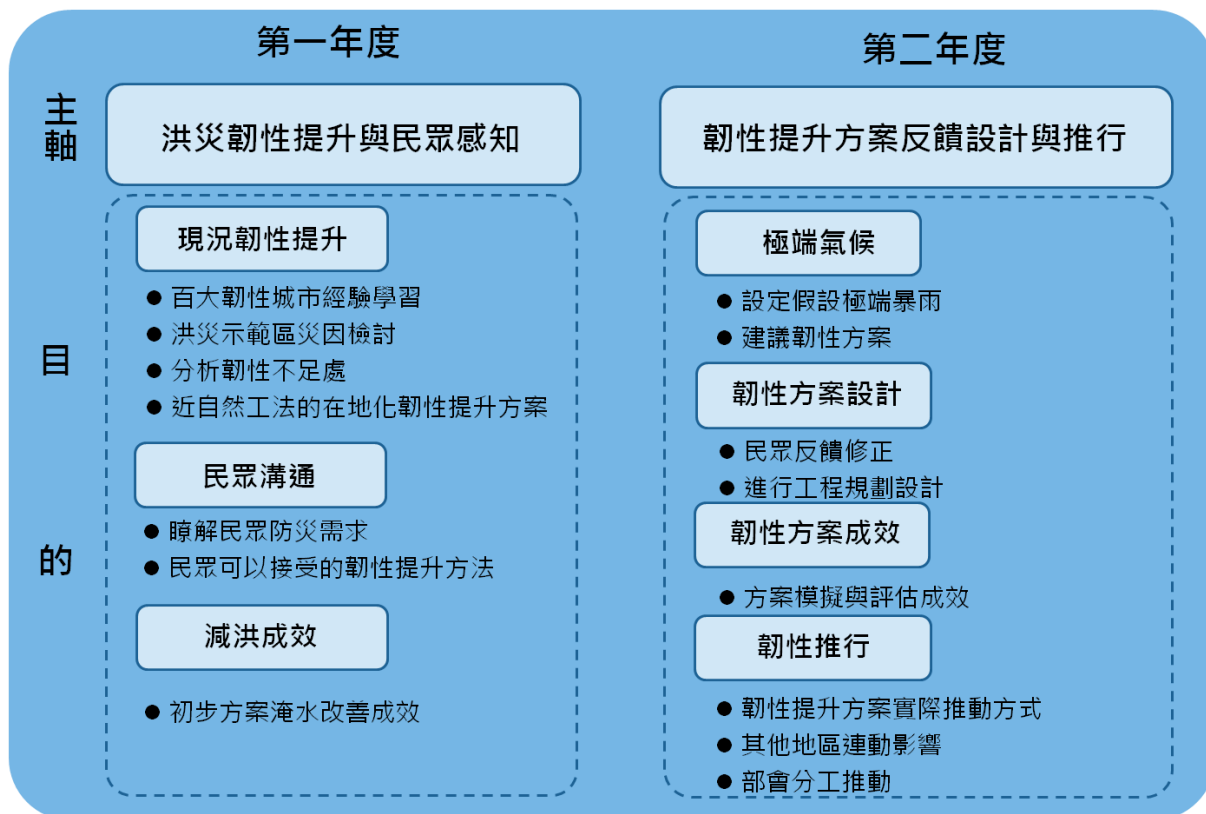 第一年度
主軸
洪災韌性提升與民眾感知
目的
現況韌性提升
● 百大韌性城市經驗學習
● 洪災示範區災因檢討
● 分析韌性不足處
● 近自然工法的在地化韌性提升方案
民眾溝通
● 瞭解民眾防災需求
● 民眾可以接受的韌性提升方法
減洪成效
● 初步方案淹水改善成效
第二年度
韌性提升方案反饋設計與推行
極端氣候
● 設定假設極端暴雨
● 建議韌性方案
韌性方案設計
● 民眾反饋修正
● 進行工程規劃設計
韌性方案成效
● 方案模擬與評估成效
韌性推行
● 韌性提升方案實際推動方式
● 其他地區連動影響
● 部會分工推動